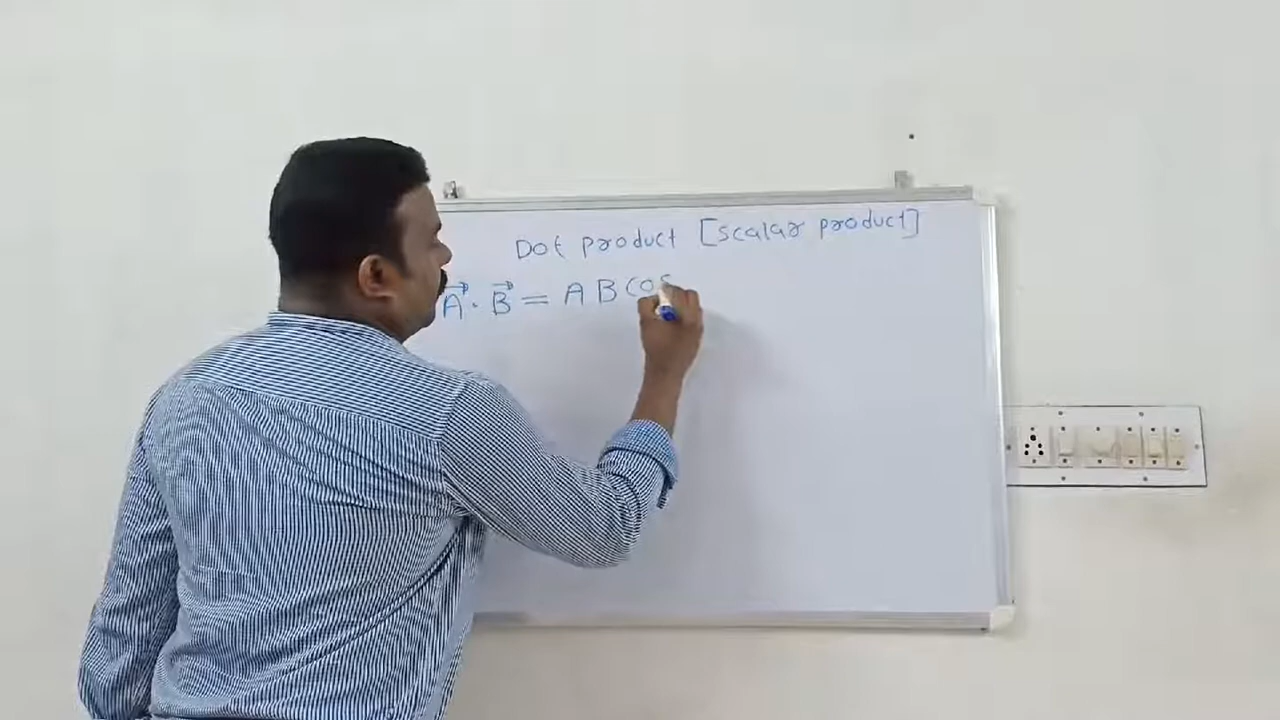 Dot product [scalar product]
A⃗ · B⃗ = A B cos